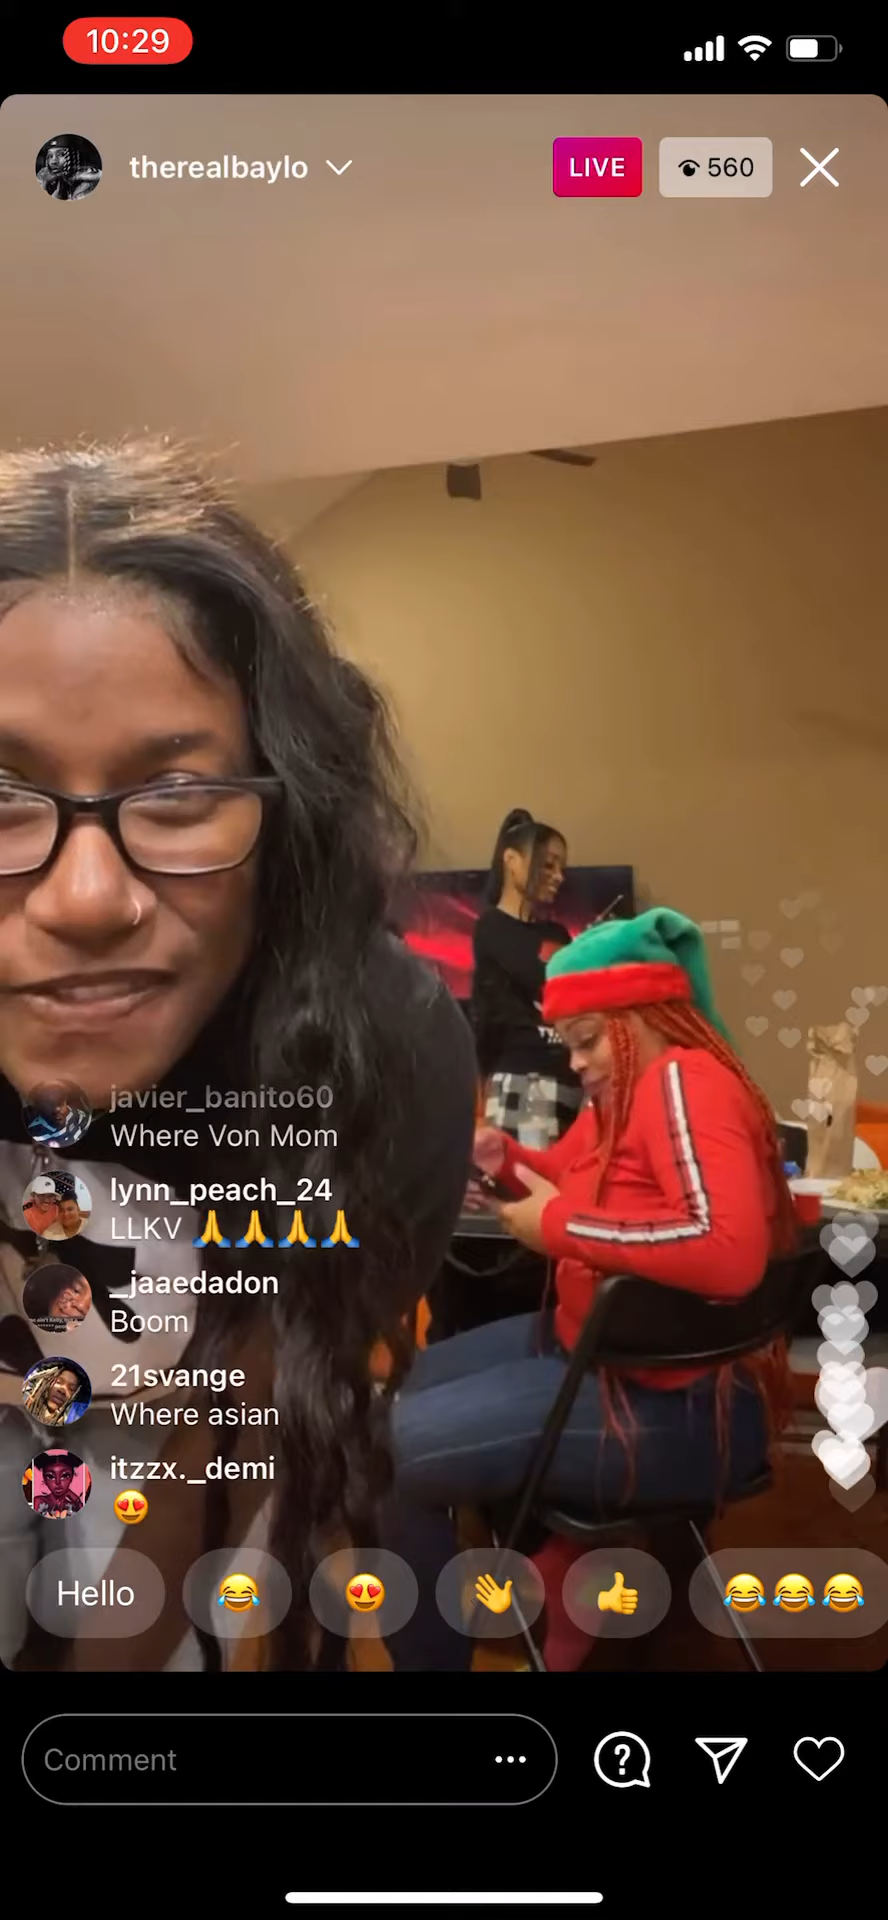 10:29
therealbaylo
LIVE
560
javier_banito60
Where Von Mom
lynn_peach_24
LLKV 🙏🙏🙏🙏
_jaaedadon
Boom
21svange
Where asian
itzzx._demi
😍
Hello 😂 😍 👋 👍 😂😂😂
Comment